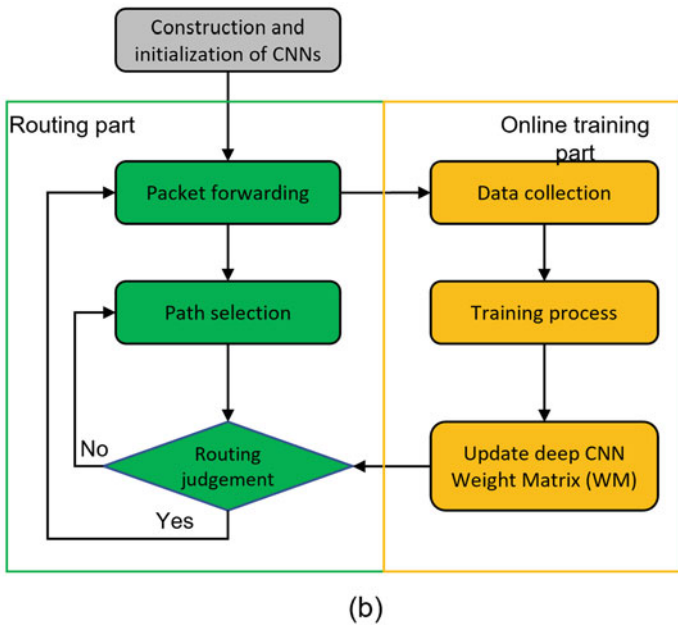 Construction and
initialization of CNNs
Routing part
Online training
part
Packet forwarding
Data collection
Path selection
Training process
No
Routing
judgement
Update deep CNN
Weight Matrix (WM)
Yes
(b)